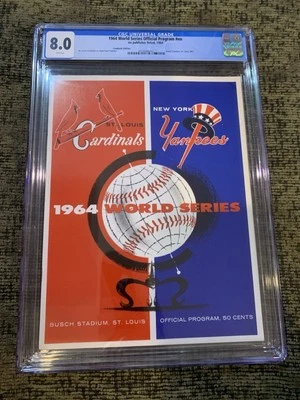 CGC UNIVERSAL GRADE
8.0
1964 World Series Official Program #nn
ST. LOUIS
Cardinals
NEW YORK
Yankees
1964 WORLD SERIES
BUSCH STADIUM, ST. LOUIS
OFFICIAL PROGRAM, 50 CENTS